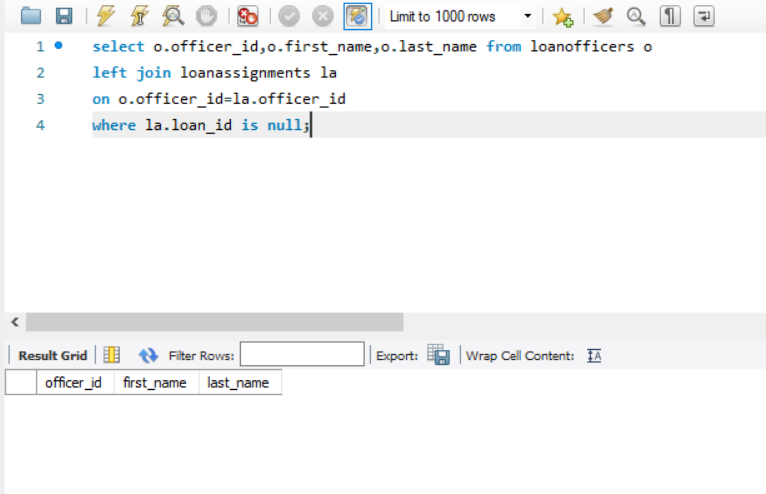 Limit to 1000 rows
1 select o.officer_id,o.first_name,o.last_name from loanofficers o
2 left join loanassignments la
3 on o.officer_id=la.officer_id
4 where la.loan_id is null;
Result Grid Filter Rows: Export: Wrap Cell Content: IA
officer_id first_name last_name